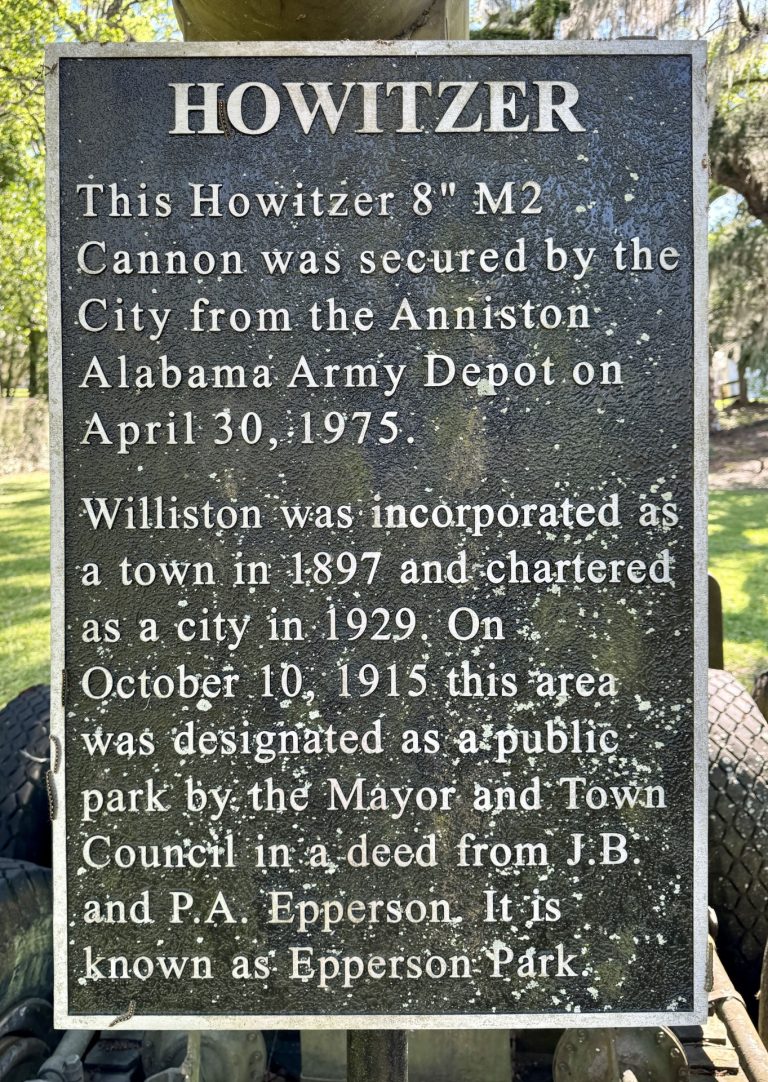 HOWITZER
This Howitzer 8" M2
Cannon was secured by the
City from the Anniston
Alabama Army Depot on
April 30, 1975.
Williston was incorporated as
a town in 1897 and chartered
as a city in 1929. On
October 10, 1915 this area
was designated as a public
park by the Mayor and Town
Council in a deed from J.B.
and P.A. Epperson. It is
known as Epperson Park.